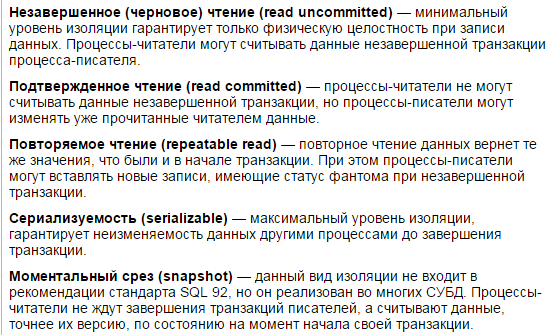 Незавершенное (черновое) чтение (read uncommitted) — минимальный
уровень изоляции гарантирует только физическую целостность при записи
данных. Процессы-читатели могут считывать данные незавершенной транзакции
процесса-писателя.
Подтвержденное чтение (read committed) — процессы-читатели не могут
считывать данные незавершенной транзакции, но процессы-писатели могут
изменять уже прочитанные читателем данные.
Повторяемое чтение (repeatable read) — повторное чтение данных вернет те
же значения, что были и в начале транзакции. При этом процессы-писатели
могут вставлять новые записи, имеющие статус фантома при незавершенной
транзакции.
Сериализуемость (serializable) — максимальный уровень изоляции,
гарантирует неизменяемость данных другими процессами до завершения
транзакции.
Моментальный срез (snapshot) — данный вид изоляции не входит в
рекомендации стандарта SQL 92, но он реализован во многих СУБД. Процессы-
читатели не ждут завершения транзакций писателей, а считывают данные,
точнее их версию, по состоянию на момент начала своей транзакции.